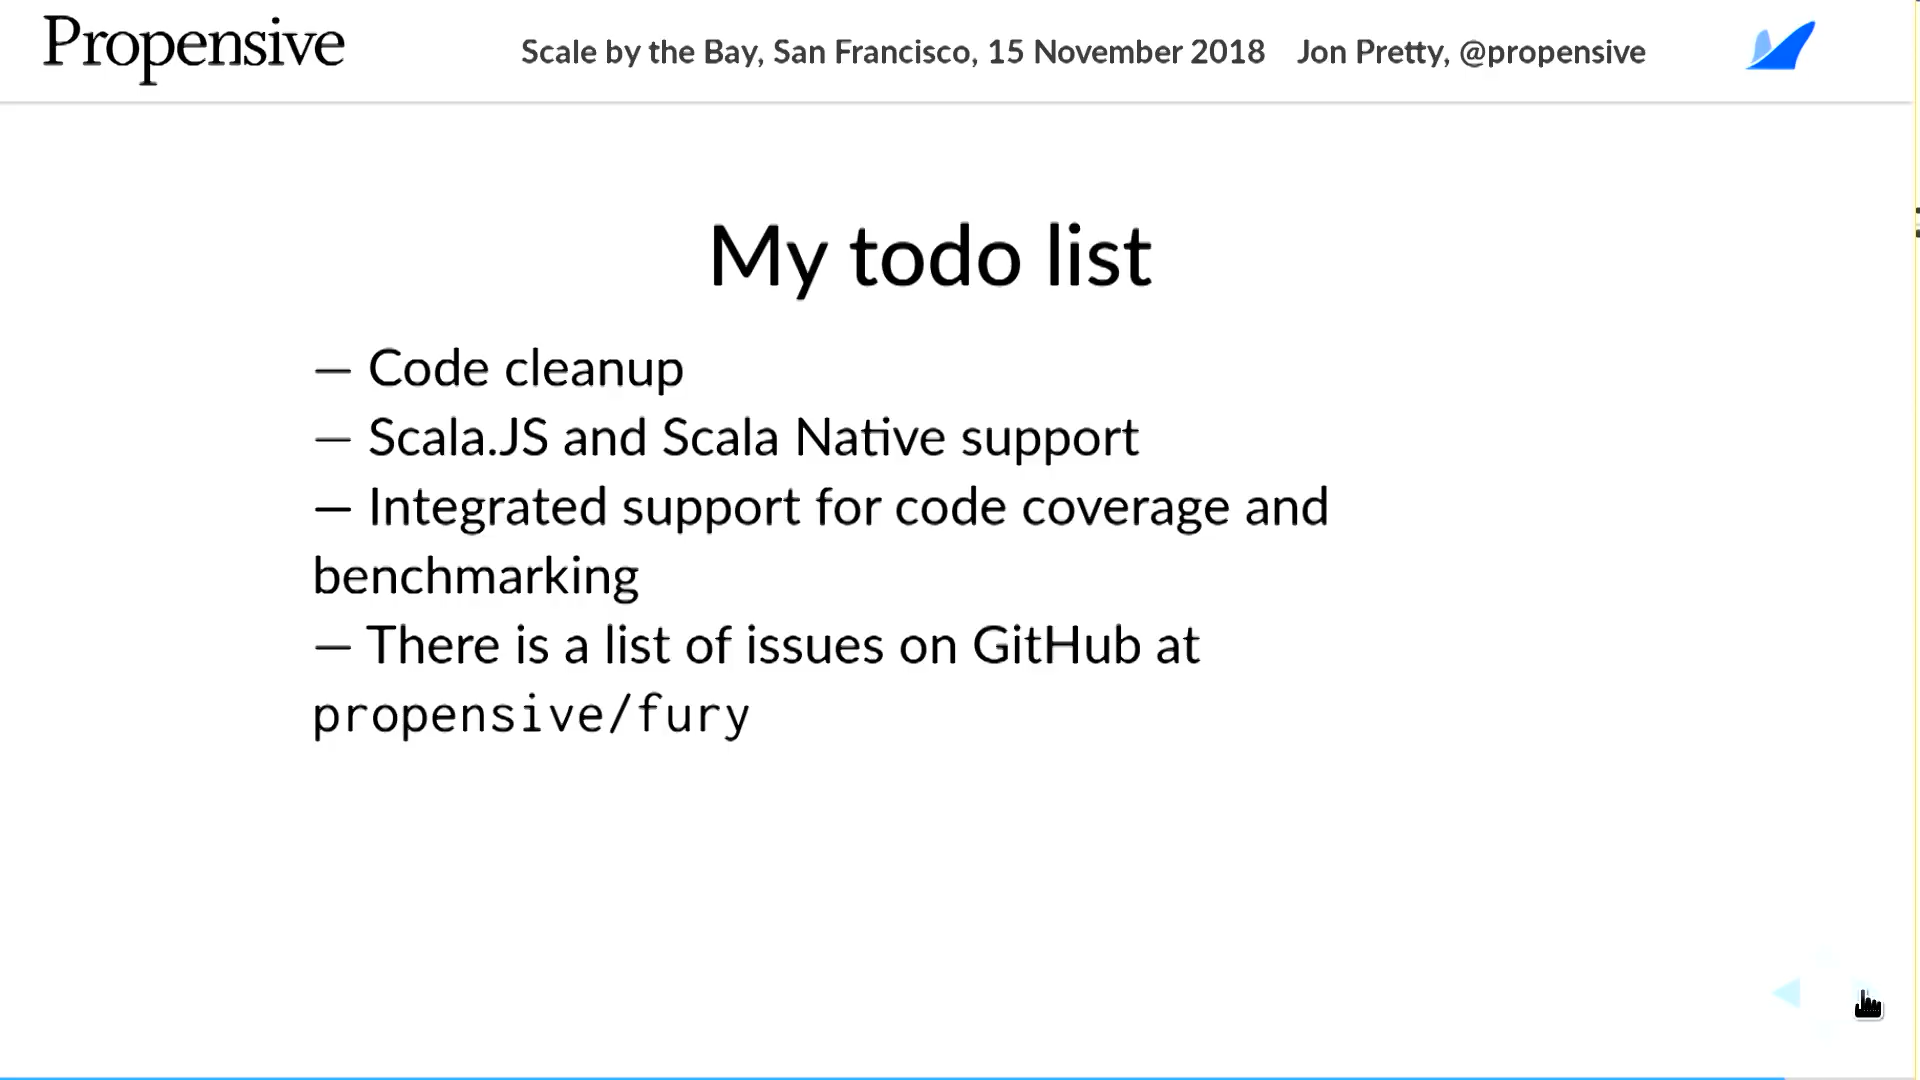 Propensive
Scale by the Bay, San Francisco, 15 November 2018 Jon Pretty, @propensive
My todo list
— Code cleanup
— Scala.JS and Scala Native support
— Integrated support for code coverage and
benchmarking
— There is a list of issues on GitHub at
propensive/fury